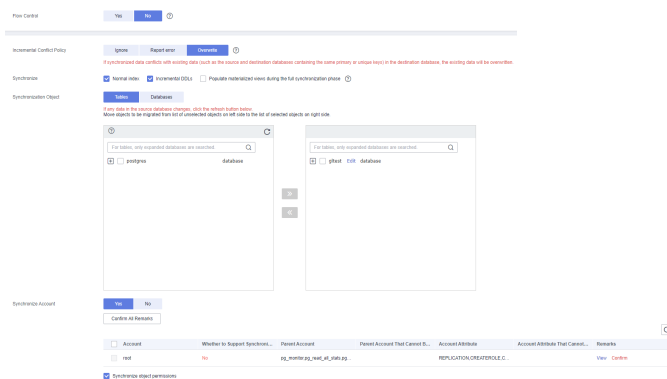 Flow Control Yes No
Incremental Conflict Policy Ignore Report error Overwrite
If synchronized data conflicts with existing data (such as the source and destination databases containing the same primary or unique keys) in the destination database, the existing data will be overwritten.
Synchronize Normal index Incremental DDLs Populate materialized views during the full synchronization phase
Synchronization Object Tables Databases
If any data in the source database changes, click the refresh button below.
Move objects to be migrated from list of unselected objects on left side to the list of selected objects on right side
For tables, only expanded databases are searched. For tables, only expanded databases are searched.
postgres database gltest Edit database
Synchronize Account Yes No
Confirm All Remarks
Account Whether to Support Synchroni... Parent Account Parent Account That Cannot B... Account Attribute Account Attribute That Cannot... Remarks
root No pg_monitor,pg_read_all_stats,pg... REPLICATION,CREATEROLE,C... View Confirm
Synchronize object permissions